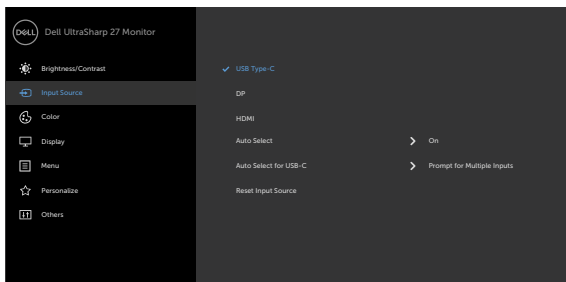 DELL Dell UltraSharp 27 Monitor
Brightness/Contrast
Input Source
Color
Display
Menu
Personalize
Others
USB Type-C
DP
HDMI
Auto Select On
Auto Select for USB-C Prompt for Multiple Inputs
Reset Input Source